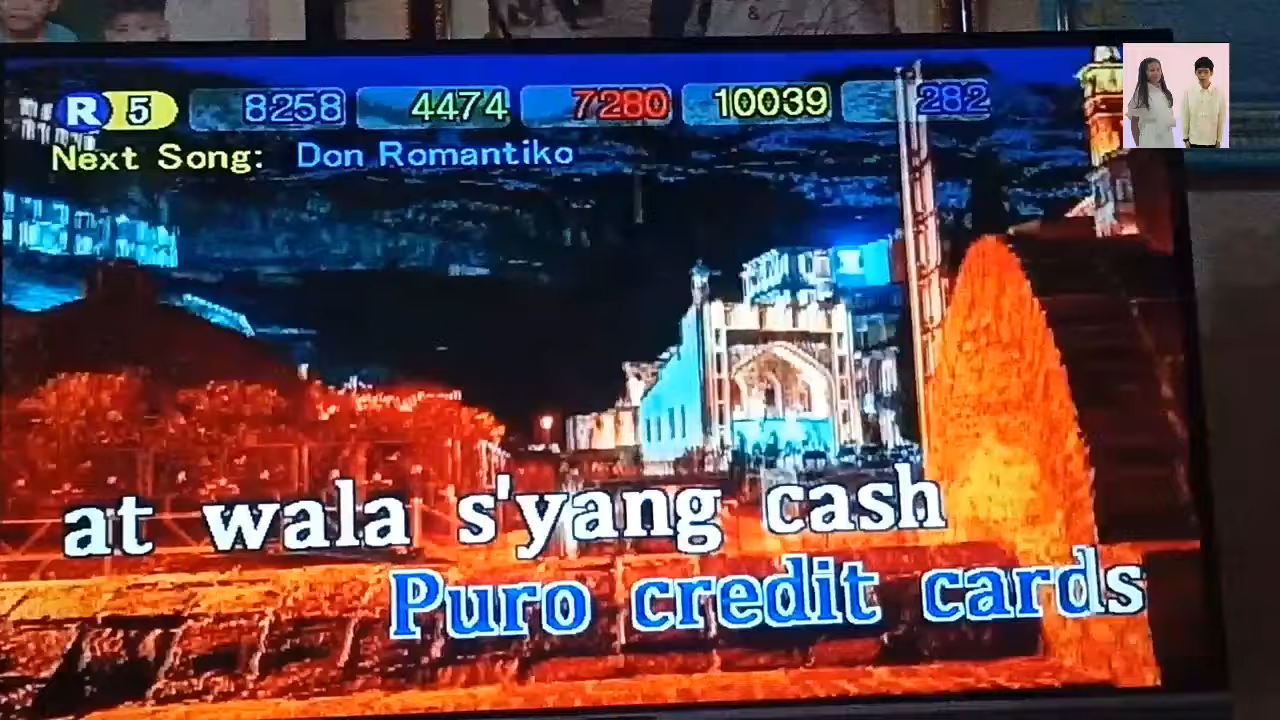 &
R 5 8258 4474 7280 10039 282
Next Song: Don Romantiko
at wala s'yang cash
Puro credit cards